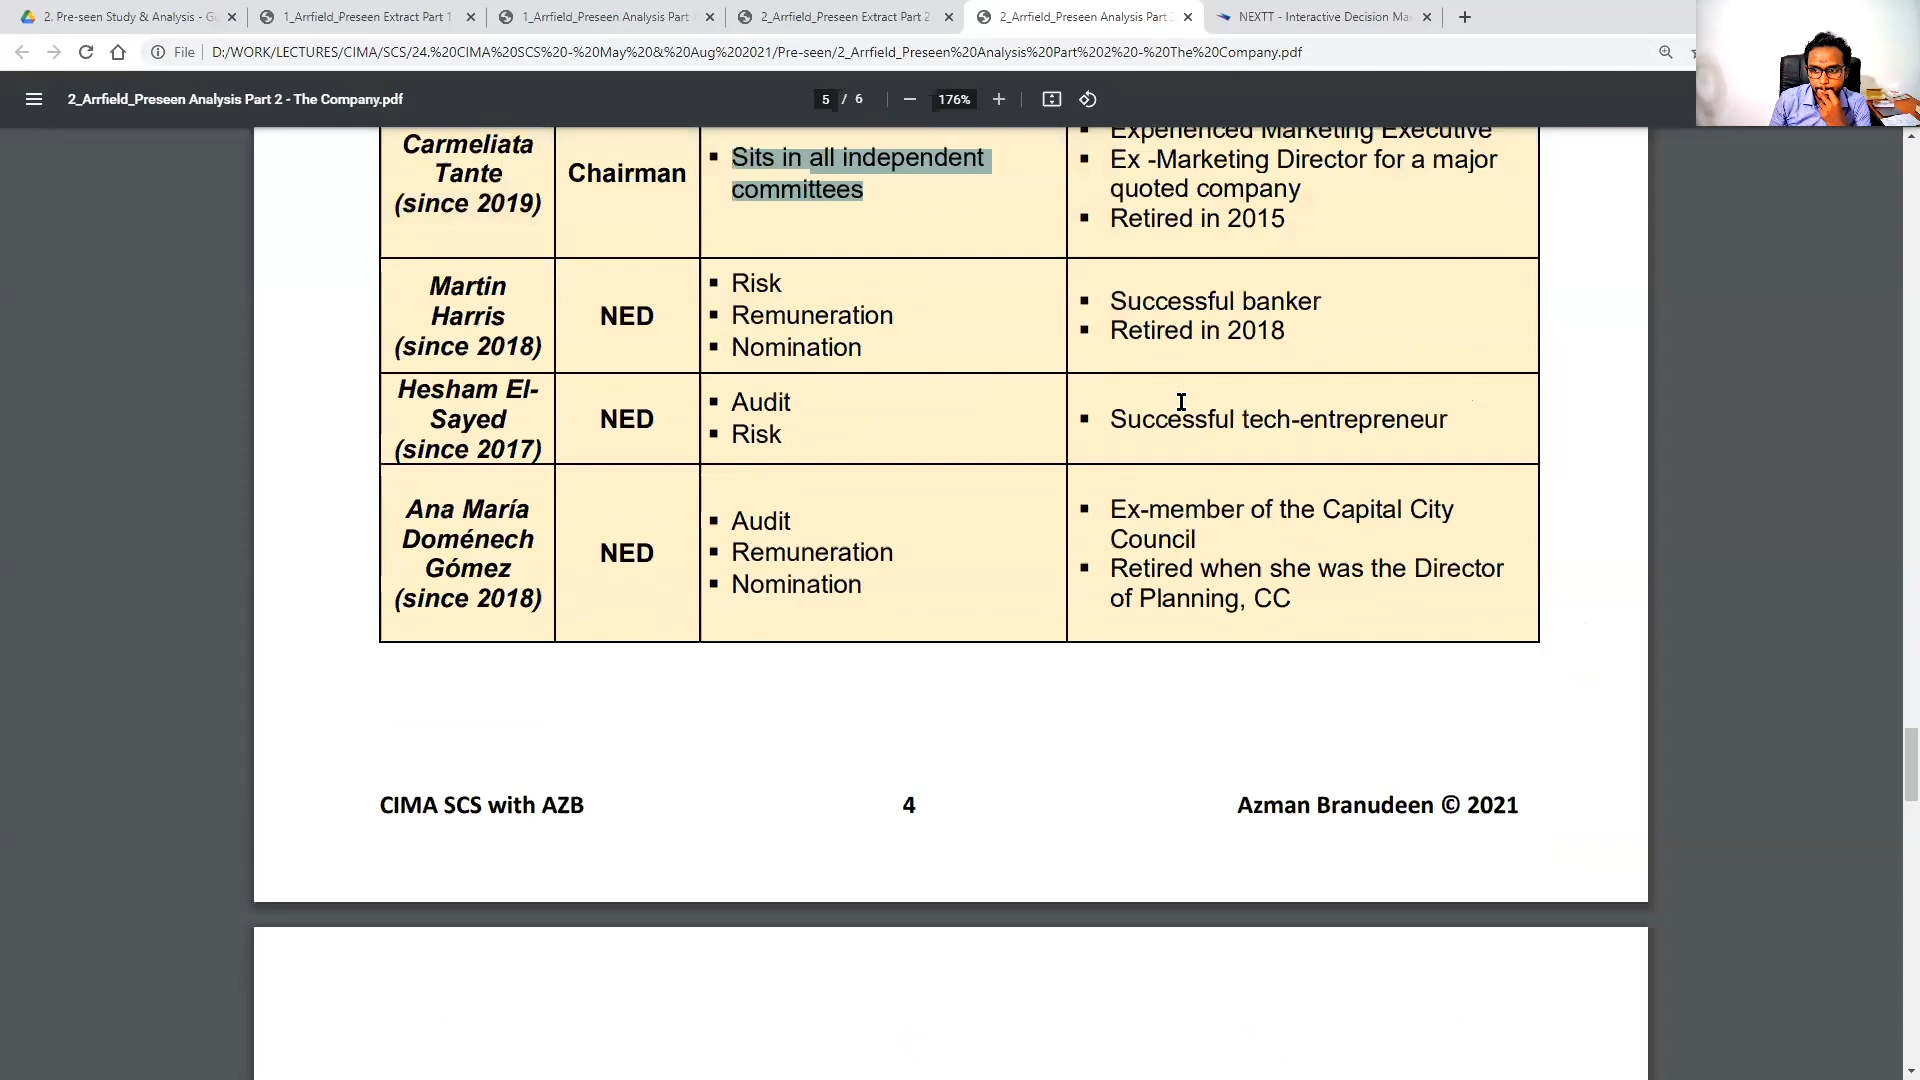 2. Pre-seen Study & Analysis - G
1_Arrfield_Preseen Extract Part 1
1_Arrfield_Preseen Analysis Part
2_Arrfield_Preseen Extract Part 2
2_Arrfield_Preseen Analysis Part
NEXTT - Interactive Decision Ma
File
D:/WORK/LECTURES/CIMA/SCS/24.%20CIMA%20SCS%20-%20May%20&%20Aug%202021/Pre-seen/2_Arrfield_Preseen%20Analysis%20Part%202%20-%20The%20Company.pdf
2_Arrfield_Preseen Analysis Part 2 - The Company.pdf
5 / 6
176%
Carmeliata
Tante
(since 2019)
Chairman
Sits in all independent
committees
Experienced Marketing Executive
Ex -Marketing Director for a major
quoted company
Retired in 2015
Martin
Harris
(since 2018)
NED
Risk
Remuneration
Nomination
Successful banker
Retired in 2018
Hesham El-
Sayed
(since 2017)
NED
Audit
Risk
Successful tech-entrepreneur
Ana María
Doménech
Gómez
(since 2018)
NED
Audit
Remuneration
Nomination
Ex-member of the Capital City
Council
Retired when she was the Director
of Planning, CC
CIMA SCS with AZB
4
Azman Branudeen © 2021